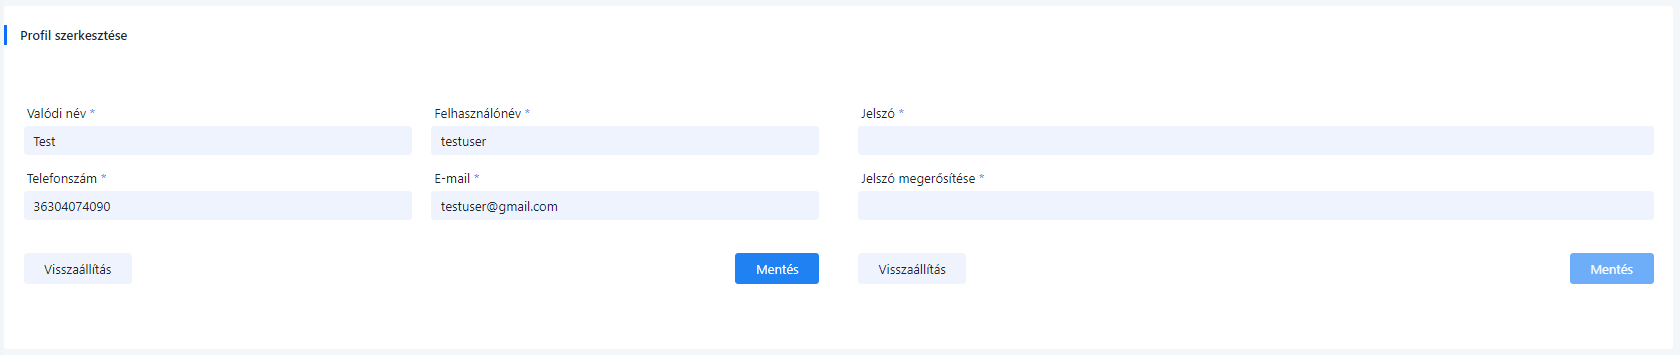 Profil szerkesztése
Valódi név *
Felhasználónév *
Jelszó *
Test
testuser
Telefonszám *
E-mail *
Jelszó megerősítése *
36304074090
testuser@gmail.com
Visszaállítás
Mentés
Visszaállítás
Mentés